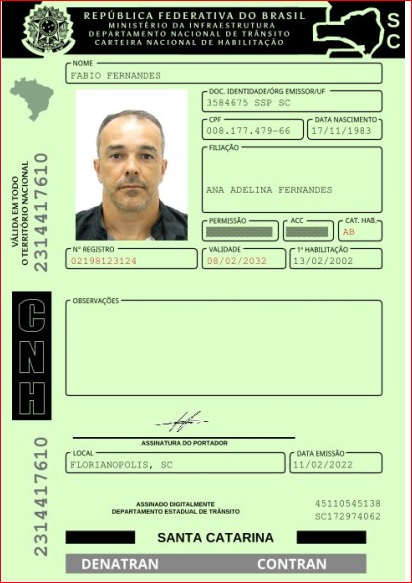 REPÚBLICA FEDERATIVA DO BRASIL
MINISTÉRIO DA INFRAESTRUTURA
DEPARTAMENTO NACIONAL DE TRÂNSITO
CARTEIRA NACIONAL DE HABILITAÇÃO
SC
NOME
FABIO FERNANDES
DOC. IDENTIDADE/ÓRG EMISSOR/UF
3584675 SSP SC
CPF
008.177.479-66
DATA NASCIMENTO
17/11/1983
FILIAÇÃO
ANA ADELINA FERNANDES
PERMISSÃO
ACC
CAT. HAB.
AB
Nº REGISTRO
02198123124
VALIDADE
08/02/2032
1ª HABILITAÇÃO
13/02/2002
VÁLIDA EM TODO
O TERRITÓRIO NACIONAL
2314417610
OBSERVAÇÕES
CNH
ASSINATURA DO PORTADOR
LOCAL
FLORIANOPOLIS, SC
DATA EMISSÃO
11/02/2022
2314417610
ASSINADO DIGITALMENTE
DEPARTAMENTO ESTADUAL DE TRÂNSITO
45110545138
SC172974062
SANTA CATARINA
DENATRAN
CONTRAN